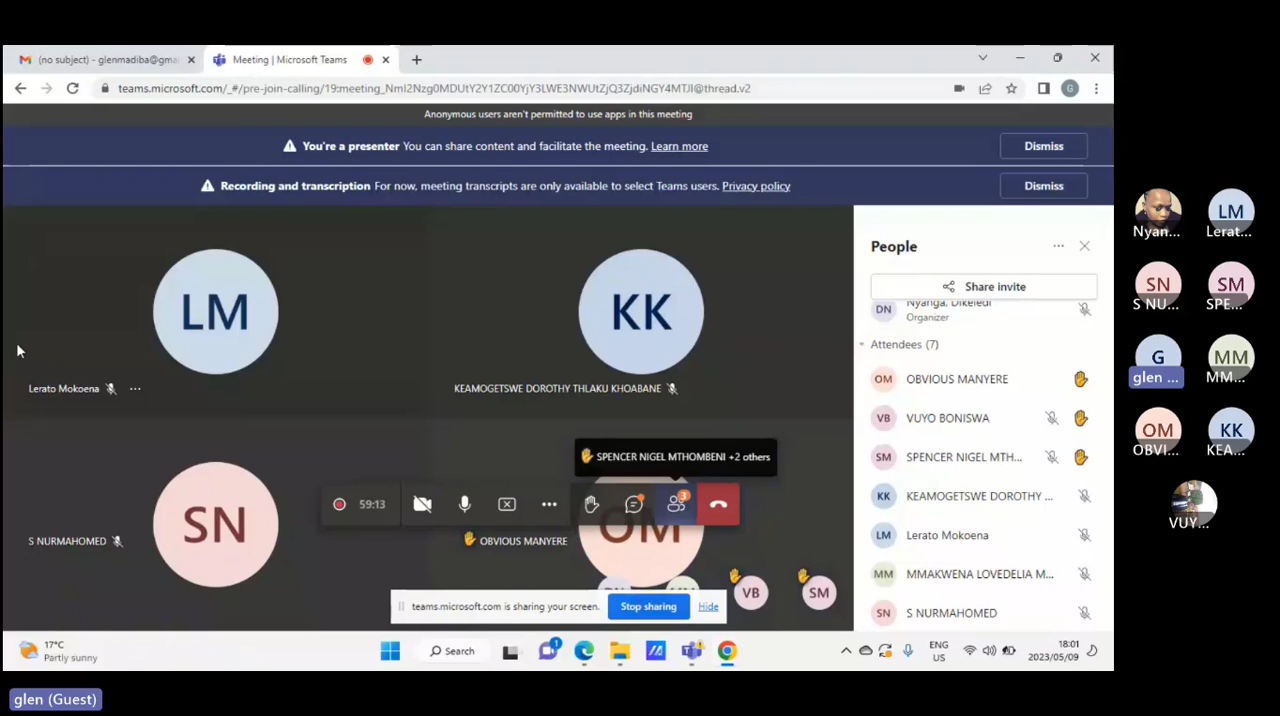 (no subject) - glenmadiba@gma
Meeting | Microsoft Teams
teams.microsoft.com/_#/pre-join-calling/19:meeting_NmI2Nzg0MDUtY2Y1ZC00YjY3LWE3NWUtZjQ3ZjdiNGY4MTJl@thread.v2
G
Anonymous users aren't permitted to use apps in this meeting
You're a presenter You can share content and facilitate the meeting. Learn more
Dismiss
Recording and transcription For now, meeting transcripts are only available to select Teams users. Privacy policy
Dismiss
LM
Lerato Mokoena
KK
KEAMOGETSWE DOROTHY THLAKU KHOABANE
SPENCER NIGEL MTHOMBENI +2 others
59:13
3
SN
S NURMAHOMED
OM
OBVIOUS MANYERE
VB
SM
teams.microsoft.com is sharing your screen.
Stop sharing
Hide
People
Share invite
DN
Nyanga, Dikeledi
Organizer
Attendees (7)
OM OBVIOUS MANYERE
VB VUYO BONISWA
SM SPENCER NIGEL MTH...
KK KEAMOGETSWE DOROTHY ...
LM Lerato Mokoena
MM MMAKWENA LOVEDELIA M...
SN S NURMAHOMED
17°C
Partly sunny
Search
1
ENG
US
18:01
2023/05/09
Nyan...
LM
Lerat...
SN
S NU...
SM
SPE...
G
glen ...
MM
MM...
OM
OBVI...
KK
KEA...
VUY...
glen (Guest)